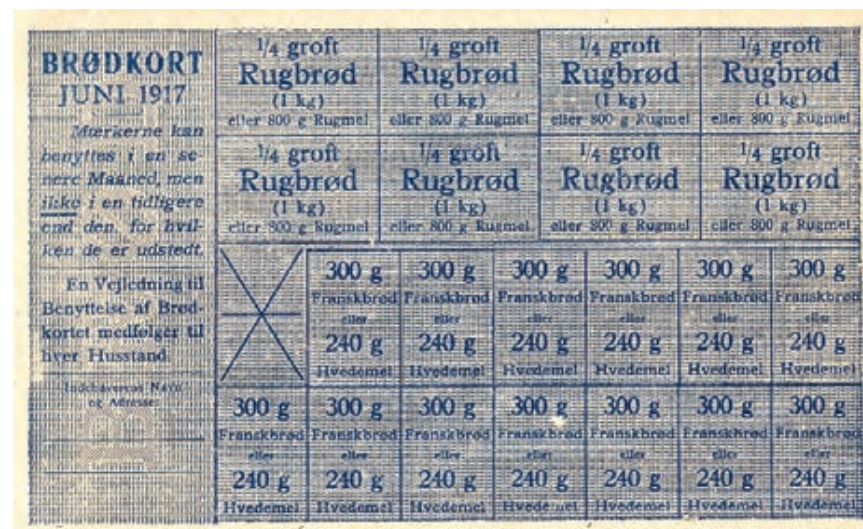 BRØDKORT
JUNI 1917
Mærkerne kan
benyttes i en se-
nere Maaned, men
ikke i en tidligere
end den, for hvil-
ken de er udstedt.
En Vejledning til
Benyttelse af Brød-
kortet medfølger til
hver Husstand.
Indehaverens Navn
og Adresse:
1/4 groft 1/4 groft 1/4 groft 1/4 groft
Rugbrød Rugbrød Rugbrød Rugbrød
(1 kg) (1 kg) (1 kg) (1 kg)
eller 800 g Rugmel eller 800 g Rugmel eller 800 g Rugmel eller 800 g Rugmel
1/4 groft 1/4 groft 1/4 groft 1/4 groft
Rugbrød Rugbrød Rugbrød Rugbrød
(1 kg) (1 kg) (1 kg) (1 kg)
eller 800 g Rugmel eller 800 g Rugmel eller 800 g Rugmel eller 800 g Rugmel
300 g 300 g 300 g 300 g 300 g 300 g
Franskbrød Franskbrød Franskbrød Franskbrød Franskbrød Franskbrød
eller eller eller eller eller eller
240 g 240 g 240 g 240 g 240 g 240 g
Hvedemel Hvedemel Hvedemel Hvedemel Hvedemel Hvedemel
300 g 300 g 300 g 300 g 300 g 300 g 300 g
Franskbrød Franskbrød Franskbrød Franskbrød Franskbrød Franskbrød Franskbrød
eller eller eller eller eller eller eller
240 g 240 g 240 g 240 g 240 g 240 g 240 g
Hvedemel Hvedemel Hvedemel Hvedemel Hvedemel Hvedemel Hvedemel